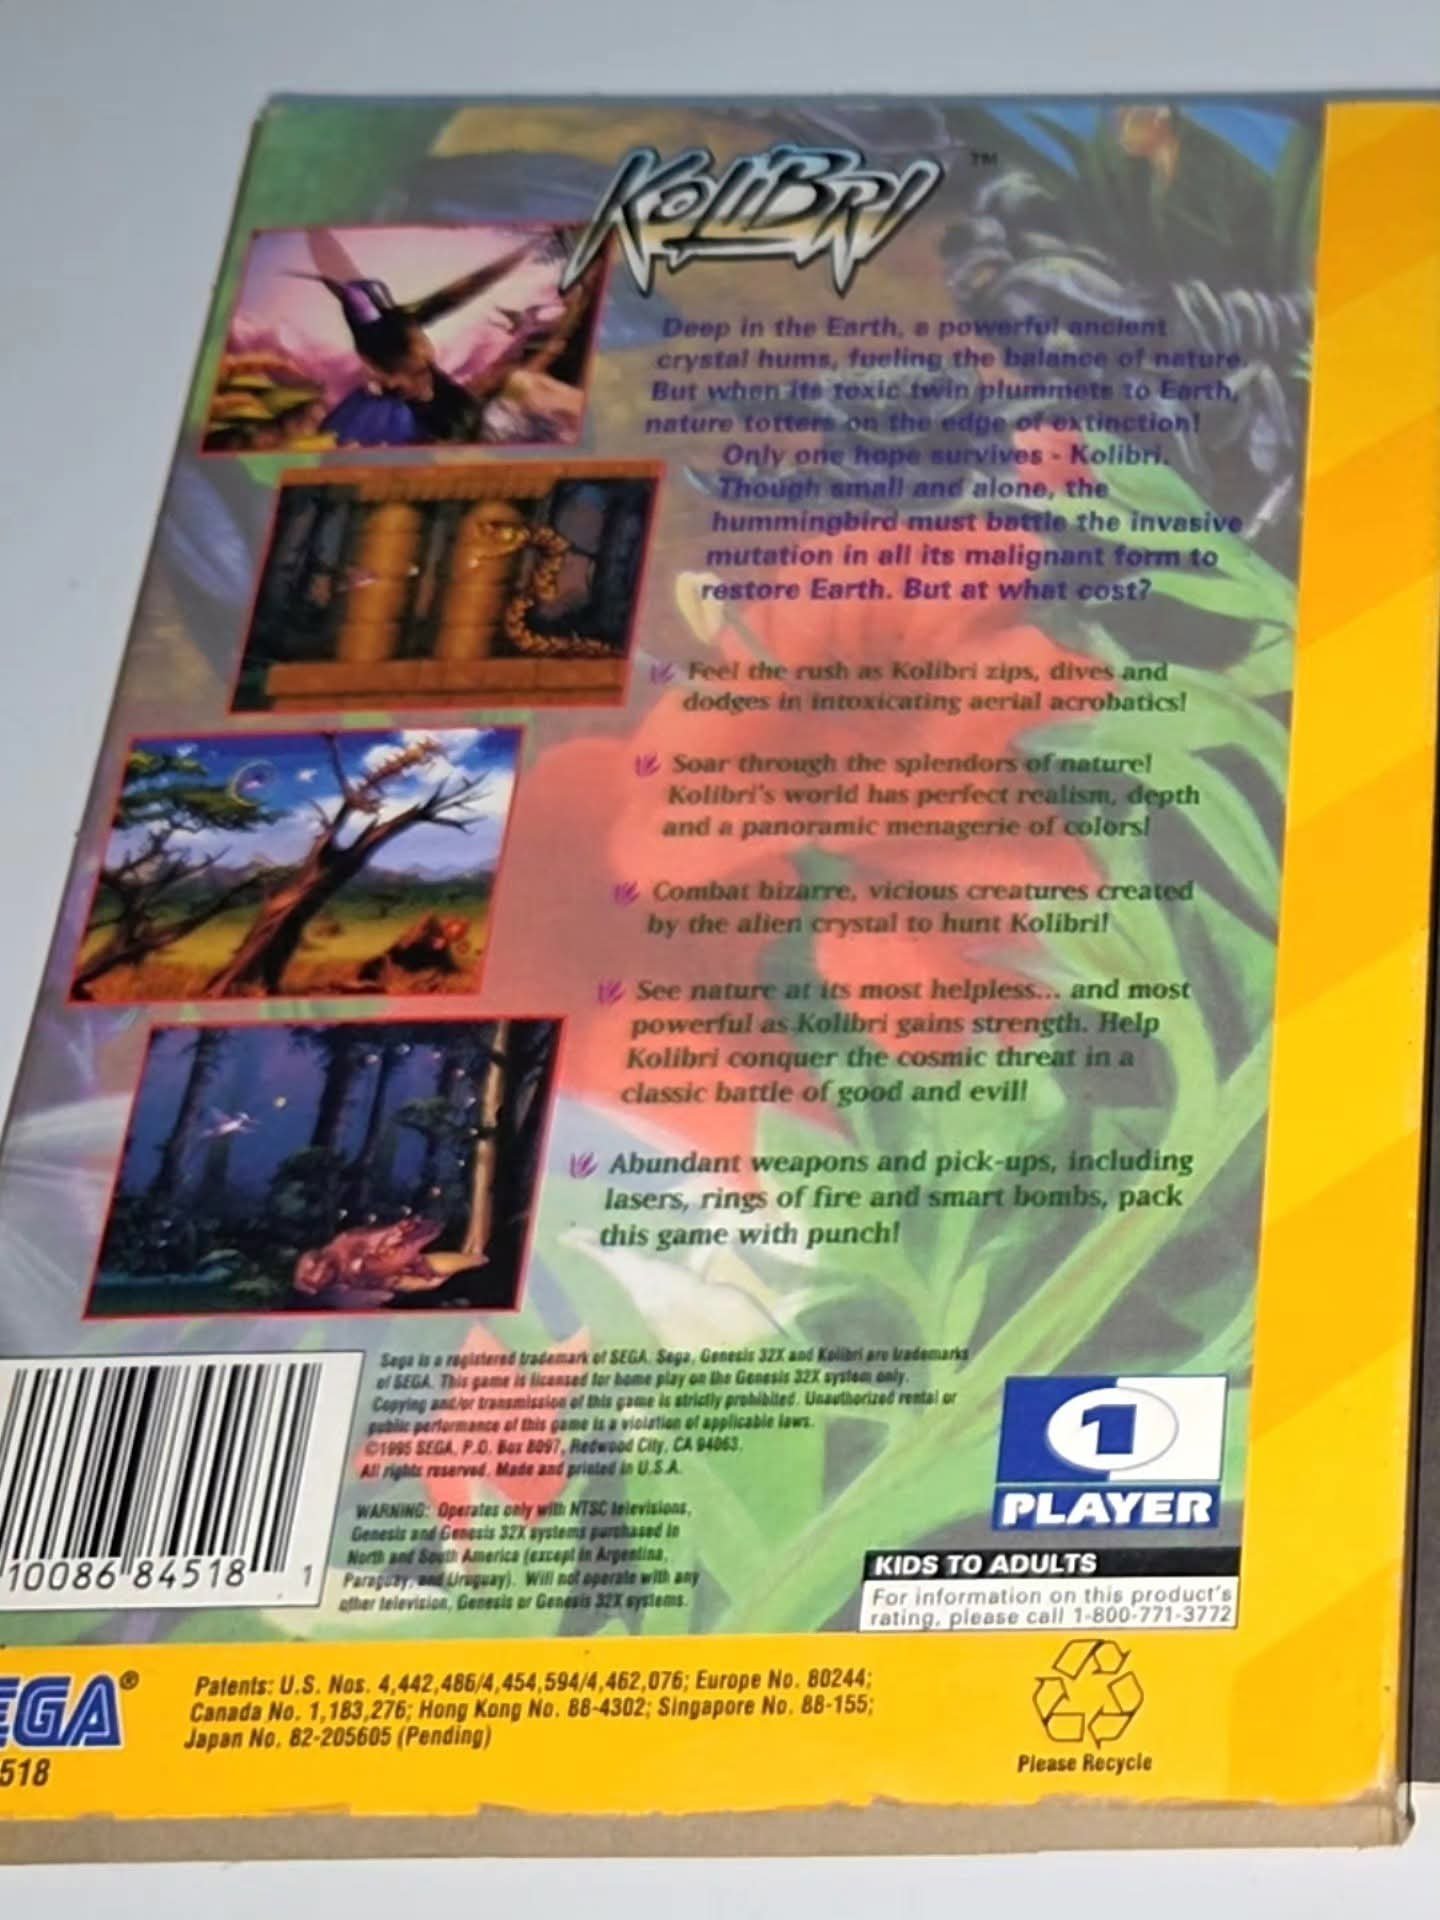 KOLIBRI ™
Deep in the Earth, a powerful ancient
crystal hums, fueling the balance of nature.
But when its toxic twin plummets to Earth,
nature totters on the edge of extinction!
Only one hope survives - Kolibri.
Though small and alone, the
hummingbird must battle the invasive
mutation in all its malignant form to
restore Earth. But at what cost?
Feel the rush as Kolibri zips, dives and
dodges in intoxicating aerial acrobatics!
Soar through the splendors of nature!
Kolibri's world has perfect realism, depth
and a panoramic menagerie of colors!
Combat bizarre, vicious creatures created
by the alien crystal to hunt Kolibri!
See nature at its most helpless... and most
powerful as Kolibri gains strength. Help
Kolibri conquer the cosmic threat in a
classic battle of good and evil!
Abundant weapons and pick-ups, including
lasers, rings of fire and smart bombs, pack
this game with punch!
Sega is a registered trademark of SEGA. Sega, Genesis 32X and Kolibri are trademarks
of SEGA. This game is licensed for home play on the Genesis 32X system only.
Copying and/or transmission of this game is strictly prohibited. Unauthorized rental or
public performance of this game is a violation of applicable laws.
©1995 SEGA, P.O. Box 8097, Redwood City, CA 94063.
All rights reserved. Made and printed in U.S.A.
WARNING: Operates only with NTSC televisions,
Genesis and Genesis 32X systems purchased in
North and South America (except in Argentina,
Paraguay, and Uruguay). Will not operate with any
other television, Genesis or Genesis 32X systems.
10086 84518 1
1
PLAYER
KIDS TO ADULTS
For information on this product's
rating, please call 1-800-771-3772
EGA®
518
Patents: U.S. Nos. 4,442,486/4,454,594/4,462,076; Europe No. 80244;
Canada No. 1,183,276; Hong Kong No. 88-4302; Singapore No. 88-155;
Japan No. 82-205605 (Pending)
Please Recycle